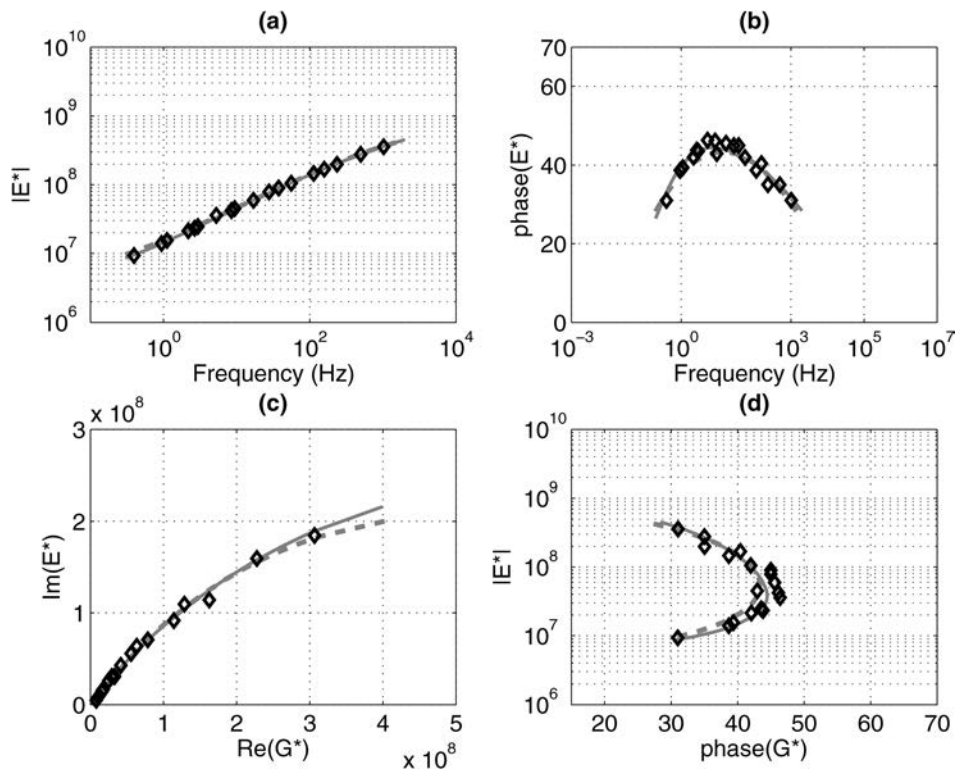 (a)
10^10
10^9
10^8
10^7
10^6
|E*|
10^0
10^2
10^4
Frequency (Hz)
(b)
70
60
40
20
0
phase(E*)
10^-3
10^0
10^3
10^5
10^7
Frequency (Hz)
(c)
x 10^8
3
2
1
0
Im(E*)
0
1
2
3
4
5
Re(G*)
x 10^8
(d)
10^10
10^9
10^8
10^7
10^6
|E*|
20
30
40
50
60
70
phase(G*)